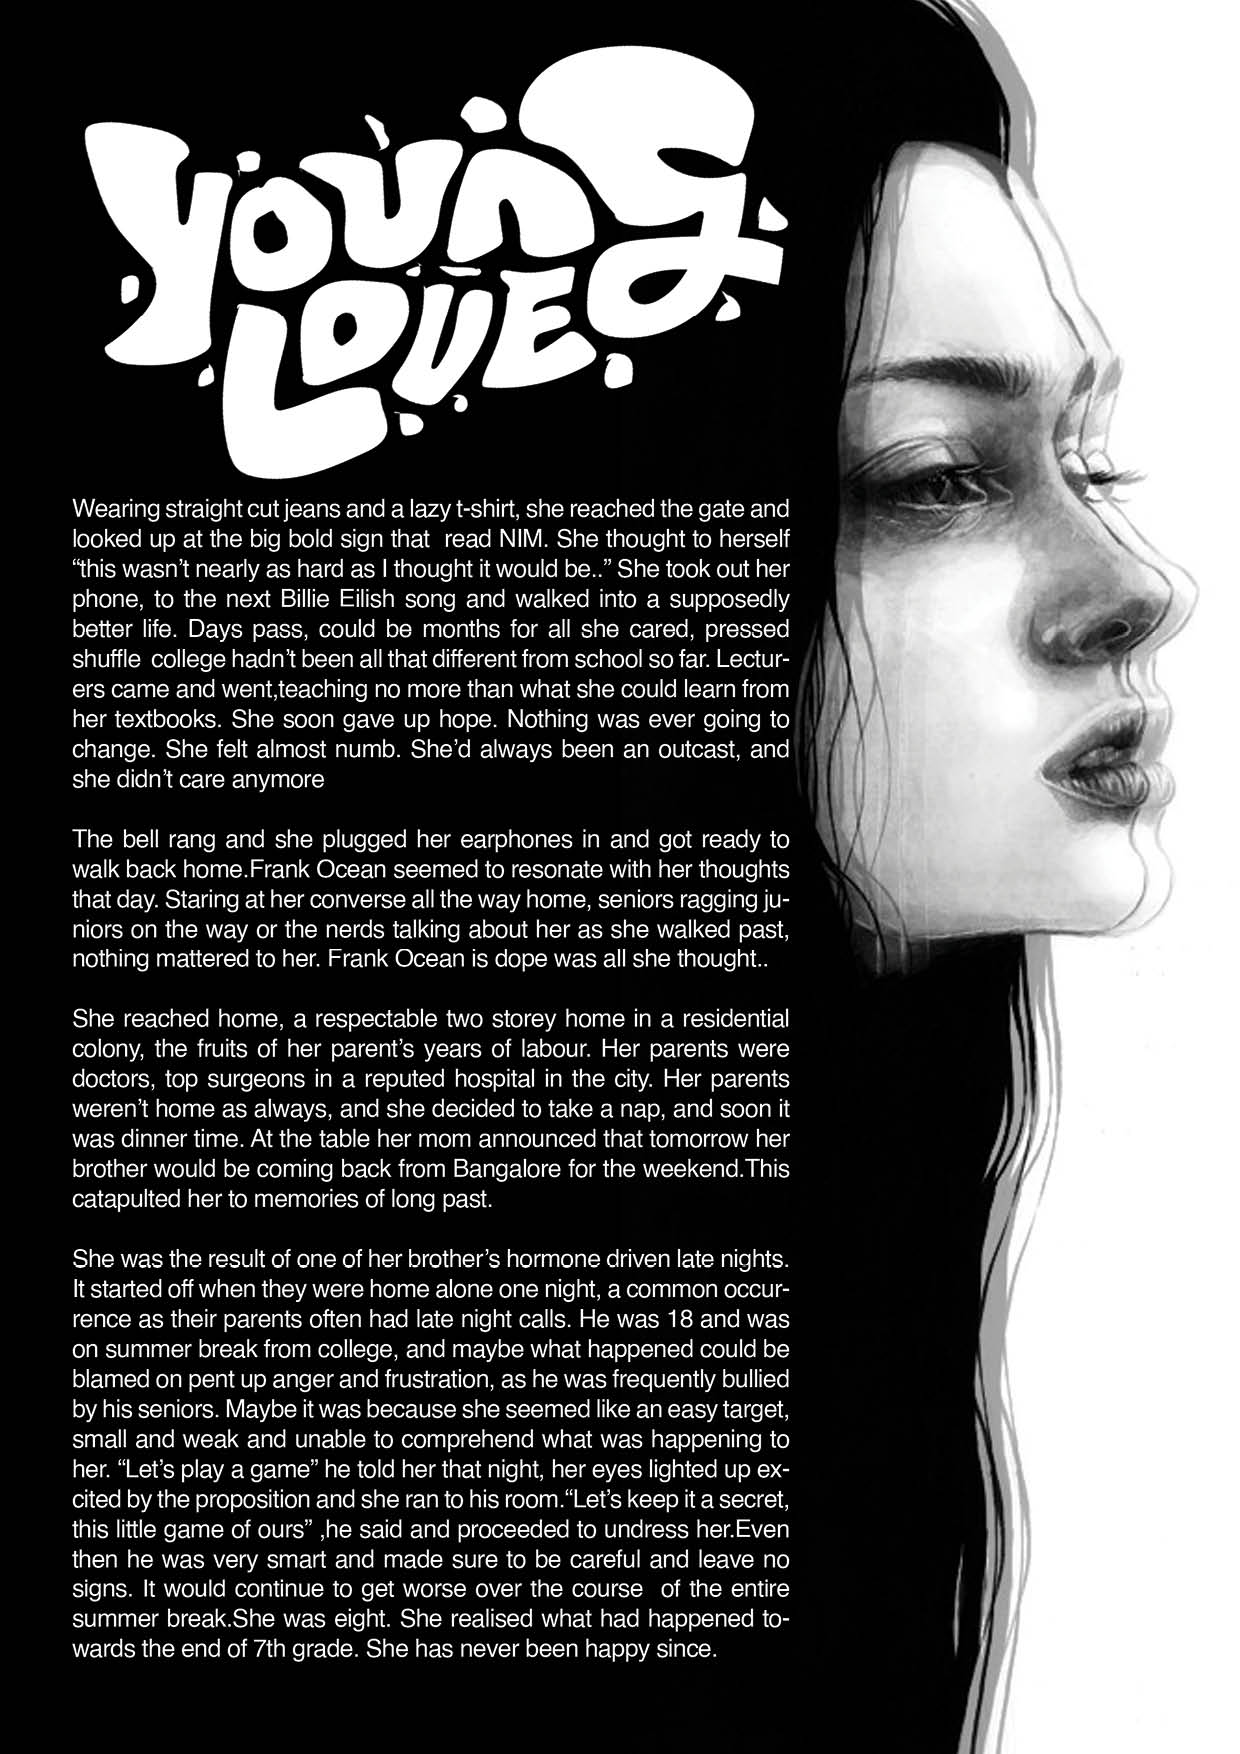 YOUNG
LOVE
Wearing straight cut jeans and a lazy t-shirt, she reached the gate and
looked up at the big bold sign that  read NIM. She thought to herself
“this wasn’t nearly as hard as I thought it would be..” She took out her
phone, to the next Billie Eilish song and walked into a supposedly
better life. Days pass, could be months for all she cared, pressed
shuffle  college hadn’t been all that different from school so far. Lectur-
ers came and went,teaching no more than what she could learn from
her textbooks. She soon gave up hope. Nothing was ever going to
change. She felt almost numb. She’d always been an outcast, and
she didn’t care anymore
The bell rang and she plugged her earphones in and got ready to
walk back home.Frank Ocean seemed to resonate with her thoughts
that day. Staring at her converse all the way home, seniors ragging ju-
niors on the way or the nerds talking about her as she walked past,
nothing mattered to her. Frank Ocean is dope was all she thought..
She reached home, a respectable two storey home in a residential
colony, the fruits of her parent’s years of labour. Her parents were
doctors, top surgeons in a reputed hospital in the city. Her parents
weren’t home as always, and she decided to take a nap, and soon it
was dinner time. At the table her mom announced that tomorrow her
brother would be coming back from Bangalore for the weekend.This
catapulted her to memories of long past.
She was the result of one of her brother’s hormone driven late nights.
It started off when they were home alone one night, a common occur-
rence as their parents often had late night calls. He was 18 and was
on summer break from college, and maybe what happened could be
blamed on pent up anger and frustration, as he was frequently bullied
by his seniors. Maybe it was because she seemed like an easy target,
small and weak and unable to comprehend what was happening to
her. “Let’s play a game” he told her that night, her eyes lighted up ex-
cited by the proposition and she ran to his room.“Let’s keep it a secret,
this little game of ours” ,he said and proceeded to undress her.Even
then he was very smart and made sure to be careful and leave no
signs. It would continue to get worse over the course  of the entire
summer break.She was eight. She realised what had happened to-
wards the end of 7th grade. She has never been happy since.